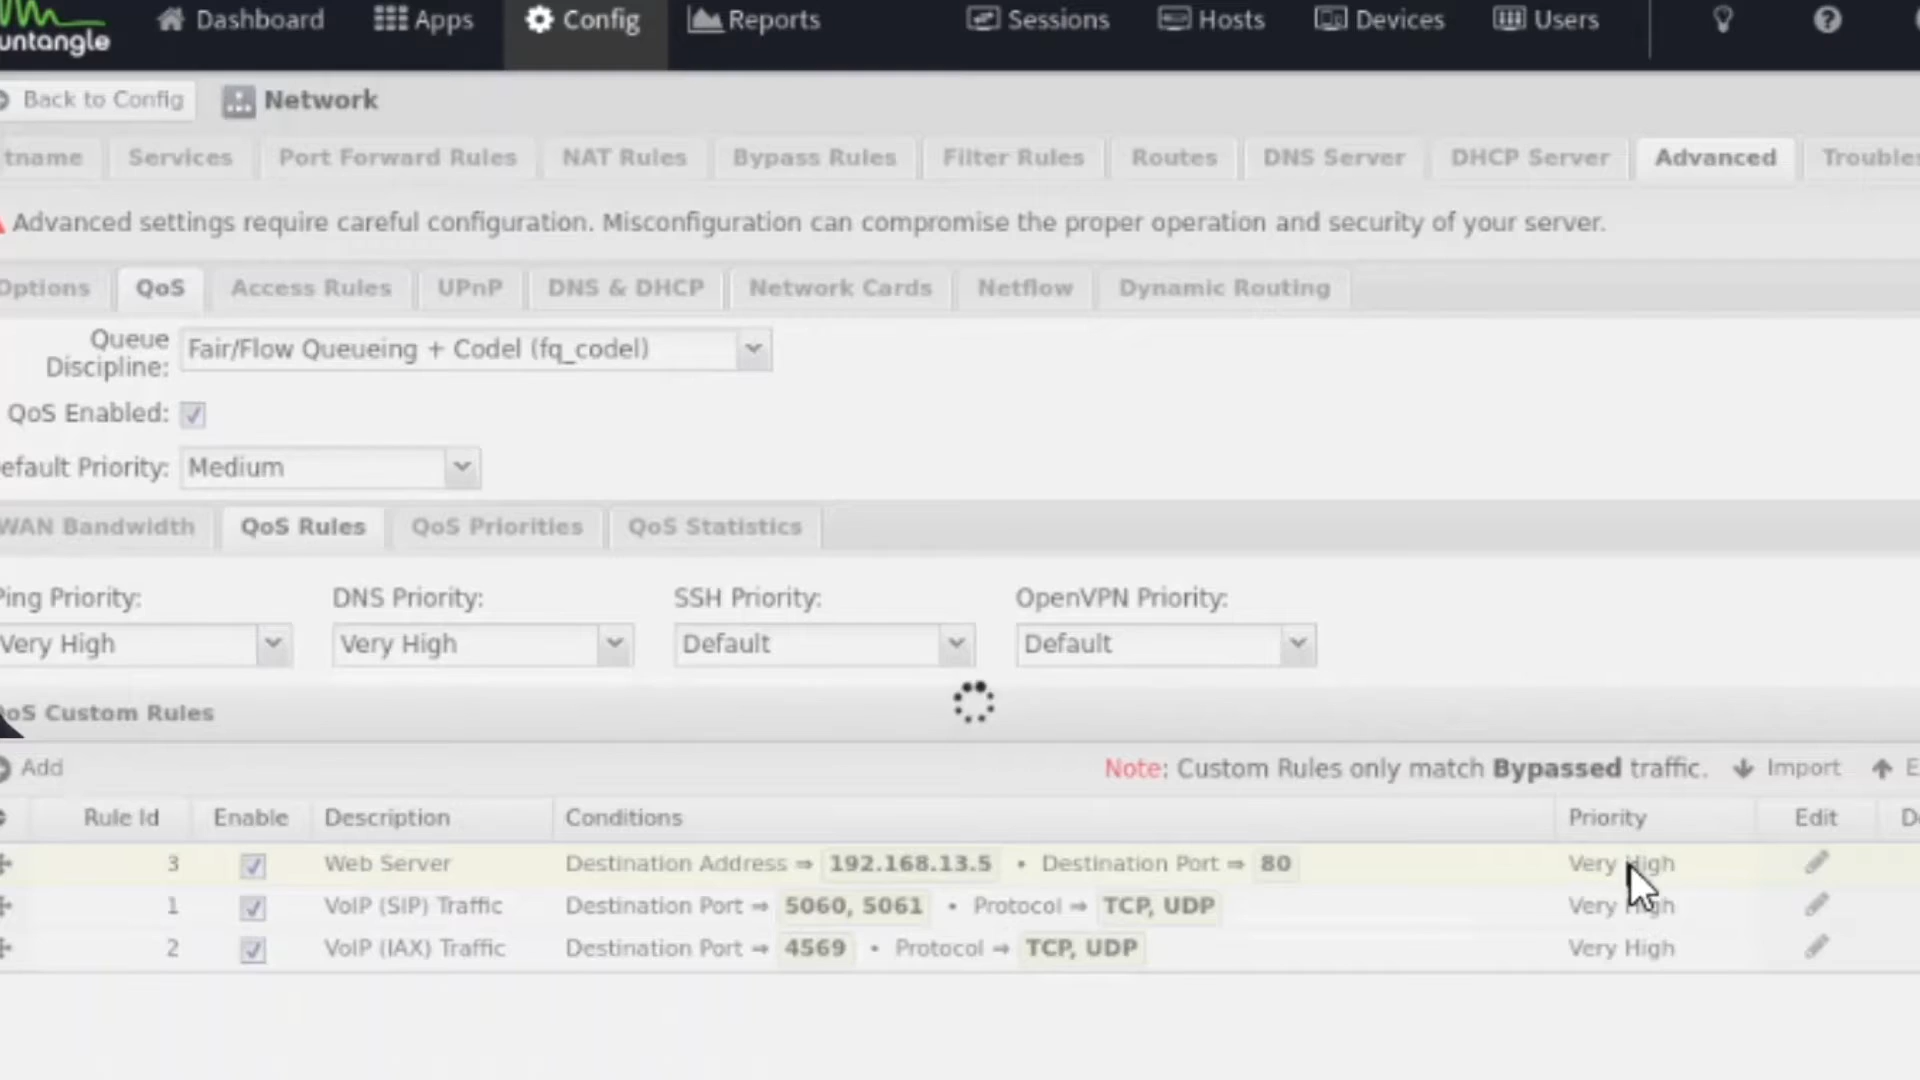 untangle Dashboard Apps Config Reports Sessions Hosts Devices Users
Back to Config Network
tname Services Port Forward Rules NAT Rules Bypass Rules Filter Rules Routes DNS Server DHCP Server Advanced Troubles
Advanced settings require careful configuration. Misconfiguration can compromise the proper operation and security of your server.
Options QoS Access Rules UPnP DNS & DHCP Network Cards Netflow Dynamic Routing
Queue
Discipline: Fair/Flow Queueing + Codel (fq_codel)
QoS Enabled:
efault Priority: Medium
WAN Bandwidth QoS Rules QoS Priorities QoS Statistics
Ping Priority: DNS Priority: SSH Priority: OpenVPN Priority:
Very High Very High Default Default
oS Custom Rules
Add Note: Custom Rules only match Bypassed traffic. Import E
Rule Id Enable Description Conditions Priority Edit De
3 Web Server Destination Address ⇒ 192.168.13.5 • Destination Port ⇒ 80 Very High
1 VoIP (SIP) Traffic Destination Port ⇒ 5060, 5061 • Protocol ⇒ TCP, UDP Very High
2 VoIP (IAX) Traffic Destination Port ⇒ 4569 • Protocol ⇒ TCP, UDP Very High